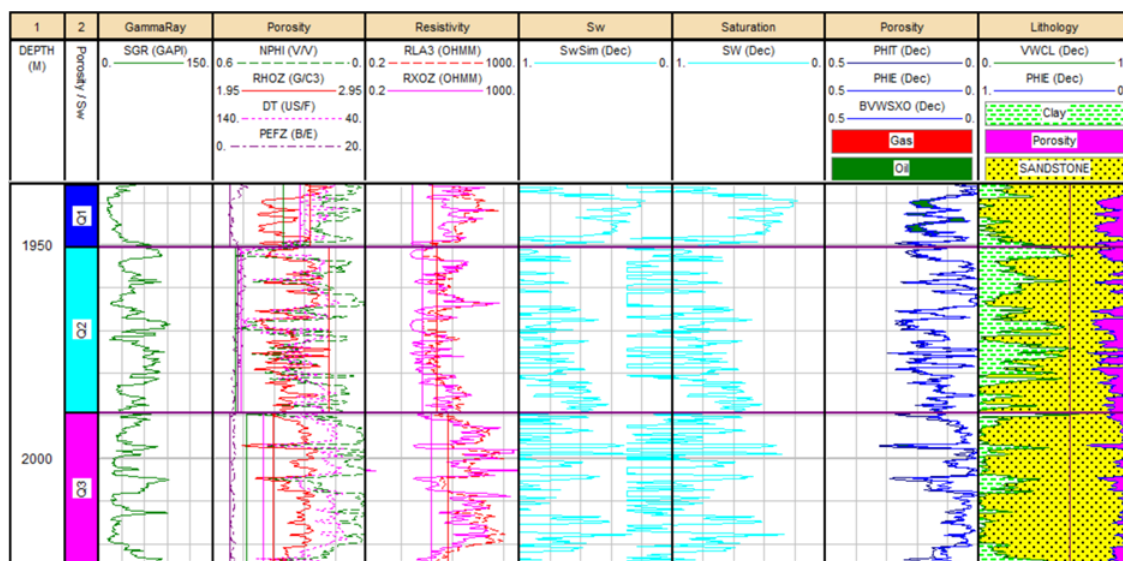 1 2 GammaRay Porosity Resistivity Sw Saturation Porosity Lithology
DEPTH (M)
Porosity / Sw
SGR (GAPI)
0. 150.
NPHI (V/V)
0.6 0.
RHOZ (G/C3)
1.95 2.95
DT (US/F)
140. 40.
PEFZ (B/E)
0. 20.
RLA3 (OHMM)
0.2 1000.
RXOZ (OHMM)
0.2 1000.
SwSim (Dec)
1. 0.
SW (Dec)
1. 0.
PHIT (Dec)
0.5 0.
PHIE (Dec)
0.5 0.
BVWSXO (Dec)
0.5 0.
Gas
Oil
VWCL (Dec)
0. 1
PHIE (Dec)
1. 0
Clay
Porosity
SANDSTONE
Q1
1950
Q2
2000
Q3